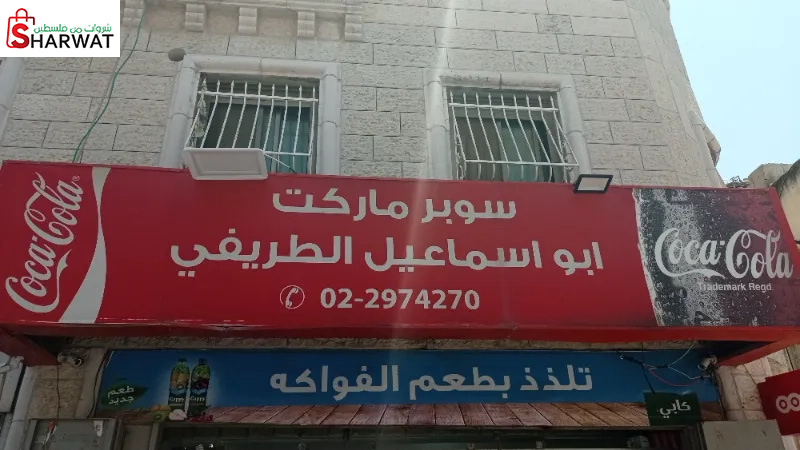 شروات من فلسطين
SHARWAT
Coca-Cola
سوبر ماركت
ابو اسماعيل الطريفي
02-2974270
Coca-Cola
Trademark Regd.
تلذذ بطعم الفواكه
طعم
جديد
كابي